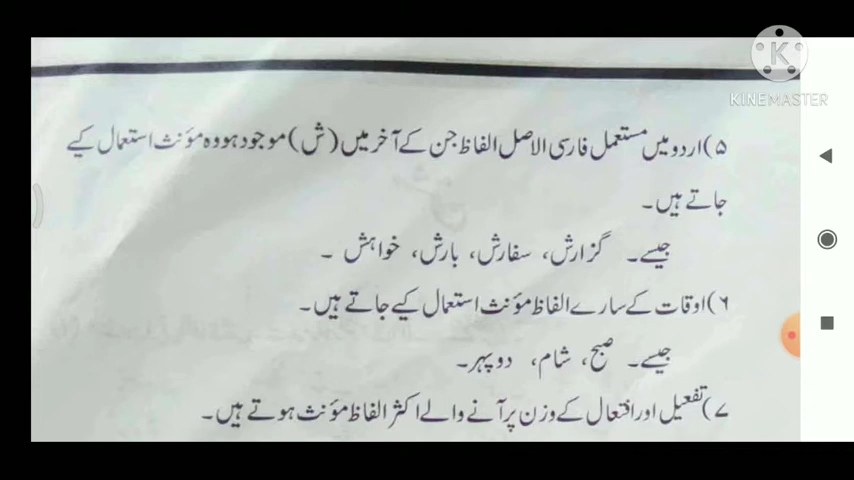 KINEMASTER
۵) اردو میں مستعمل فارسی الاصل الفاظ جن کے آخر میں (ش) موجود ہو وہ مؤنث استعمال کیے
جاتے ہیں۔
جیسے۔ گزارش، سفارش، بارش، خواہش ۔
۶) اوقات کے سارے الفاظ مؤنث استعمال کیے جاتے ہیں۔
جیسے۔ صبح، شام، دوپہر۔
۷) تفعیل اور افتعال کے وزن پر آنے والے اکثر الفاظ مؤنث ہوتے ہیں۔